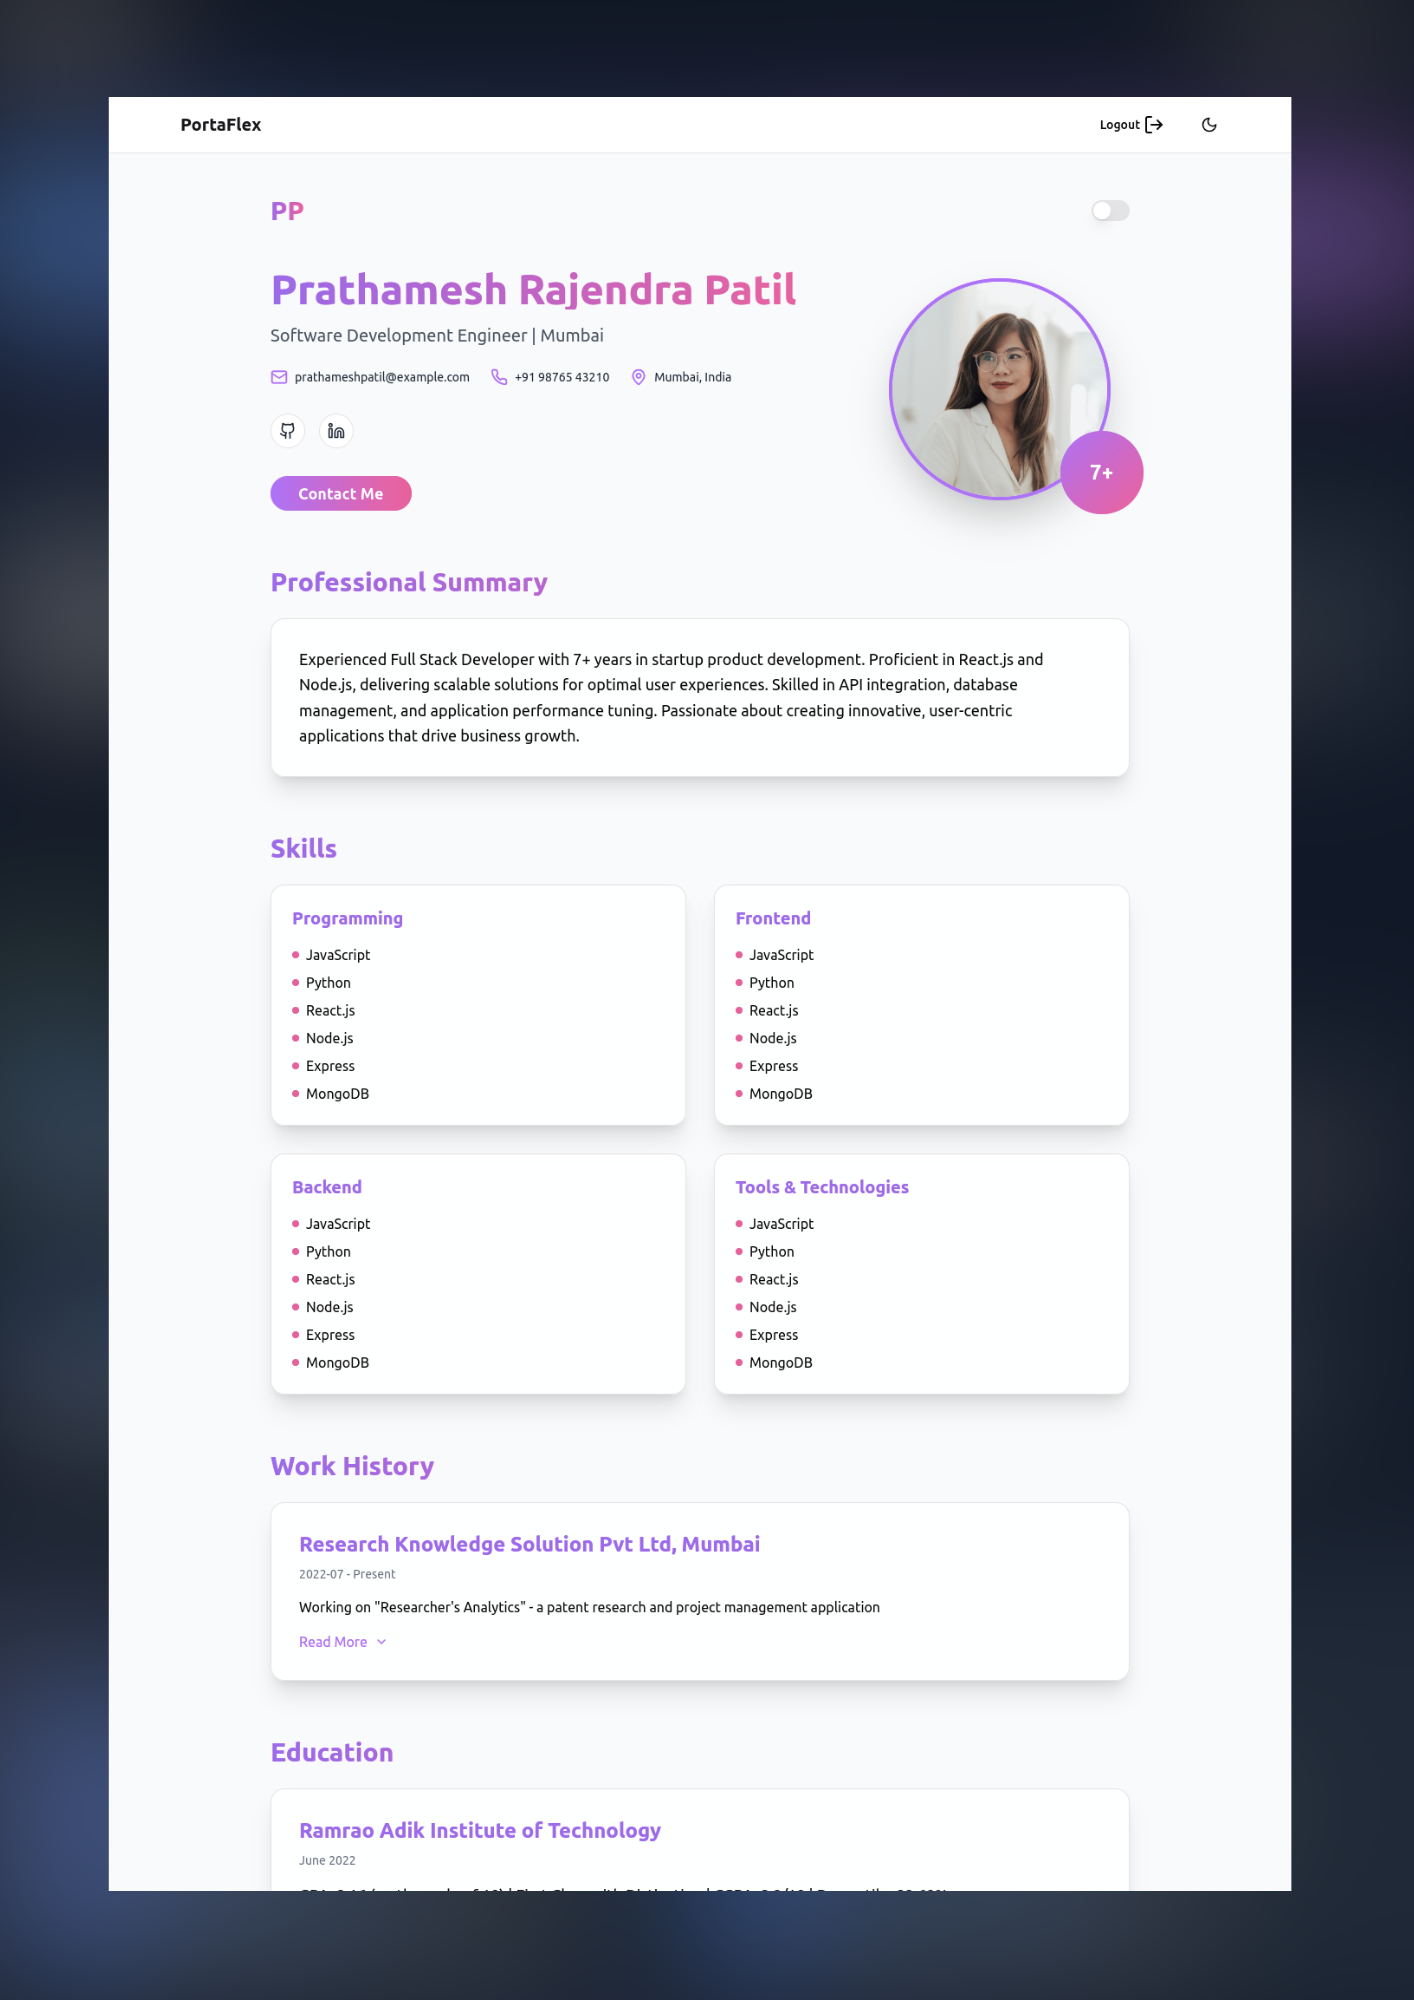 PortaFlex
Logout
PP
Prathamesh Rajendra Patil
Software Development Engineer | Mumbai
prathameshpatil@example.com +91 98765 43210 Mumbai, India
Contact Me
7+
Professional Summary
Experienced Full Stack Developer with 7+ years in startup product development. Proficient in React.js and
Node.js, delivering scalable solutions for optimal user experiences. Skilled in API integration, database
management, and application performance tuning. Passionate about creating innovative, user-centric
applications that drive business growth.
Skills
Programming
JavaScript
Python
React.js
Node.js
Express
MongoDB
Frontend
JavaScript
Python
React.js
Node.js
Express
MongoDB
Backend
JavaScript
Python
React.js
Node.js
Express
MongoDB
Tools & Technologies
JavaScript
Python
React.js
Node.js
Express
MongoDB
Work History
Research Knowledge Solution Pvt Ltd, Mumbai
2022-07 - Present
Working on "Researcher's Analytics" - a patent research and project management application
Read More
Education
Ramrao Adik Institute of Technology
June 2022